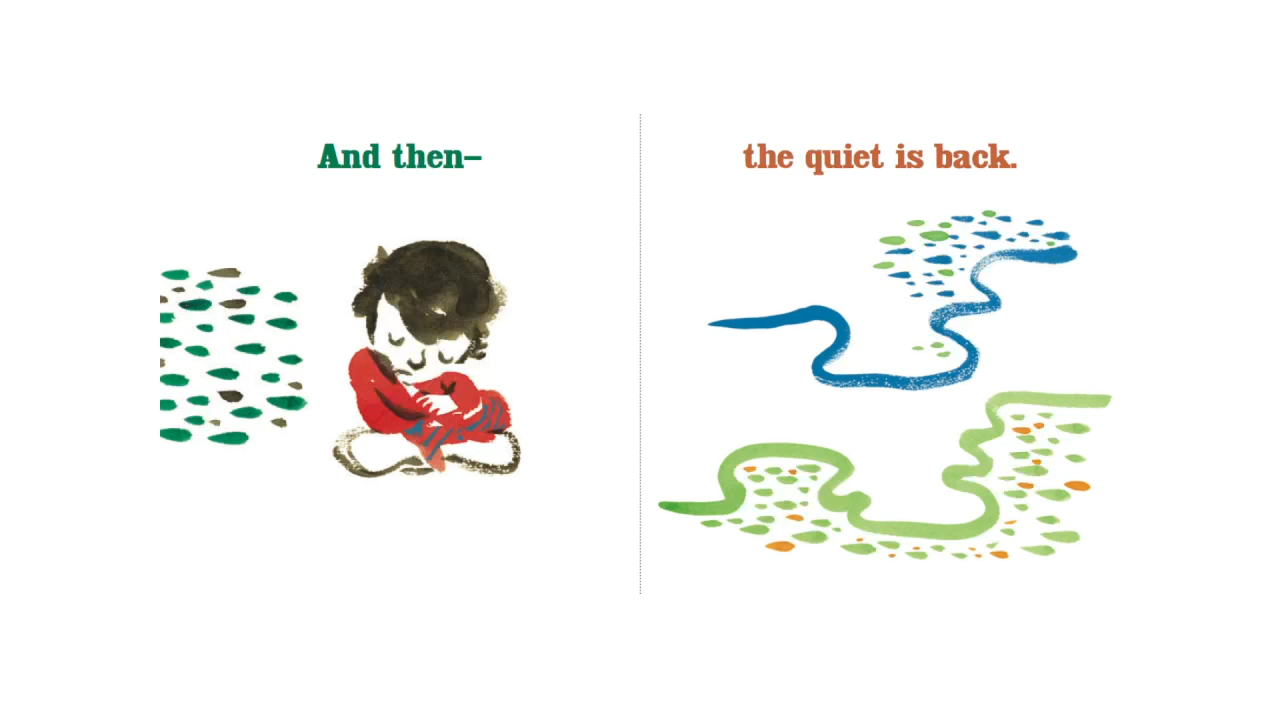 And then–
the quiet is back.